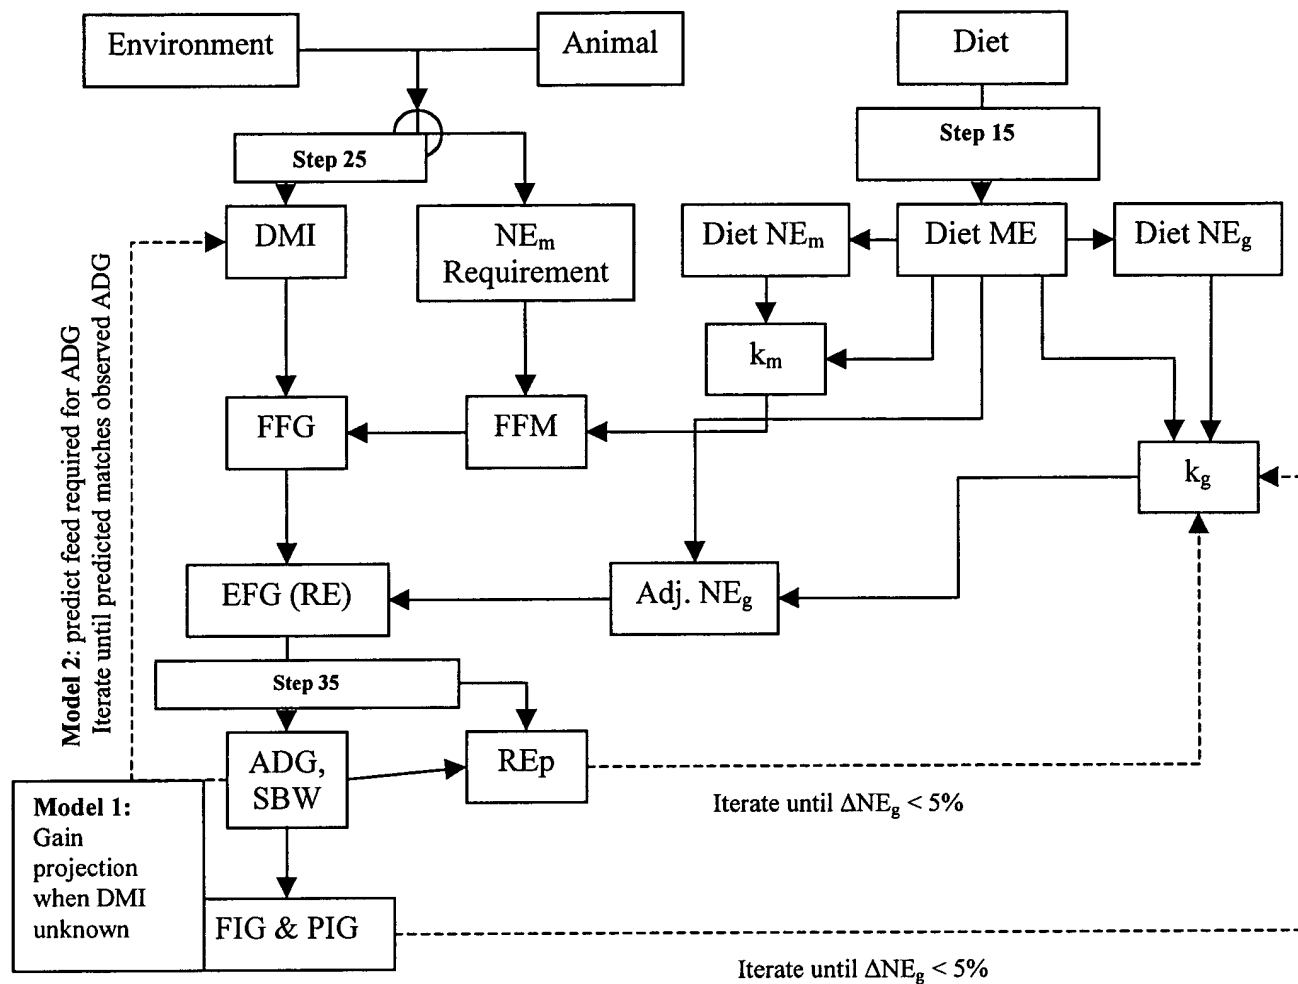 Environment
Animal
Diet
Step 25
Step 15
DMI
NEm
Requirement
Diet NEm
Diet ME
Diet NEg
km
FFG
FFM
kg
EFG (RE)
Adj. NEg
Step 35
ADG,
SBW
REp
Model 2: predict feed required for ADG
Iterate until predicted matches observed ADG
Iterate until ΔNEg < 5%
Model 1:
Gain
projection
when DMI
unknown
FIG & PIG
Iterate until ΔNEg < 5%